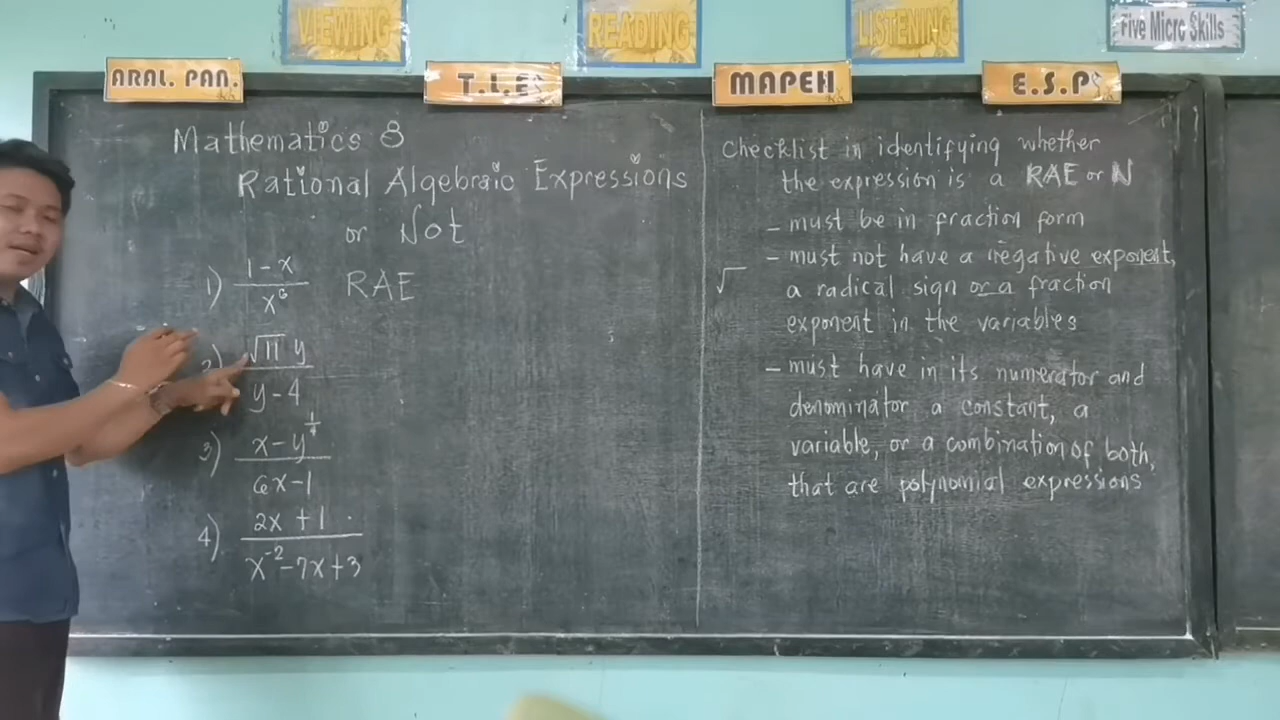 VIEWING
READING
LISTENING
Five Micro Skills
ARAL. PAN.
T.L.E
MAPEH
E.S.P
Mathematics 8
Rational Algebraic Expressions
or Not
1) (1 - x)/(x⁶) RAE
2) (√11 y)/(y - 4)
3) (x - y^(1/4))/(6x - 1)
4) (2x + 1)/(x⁻² - 7x + 3)
Checklist in identifying whether
the expression is a RAE or N
- must be in fraction form
- must not have a negative exponent,
√ a radical sign or a fraction
exponent in the variables
- must have in its numerator and
denominator a constant, a
variable, or a combination of both,
that are polynomial expressions